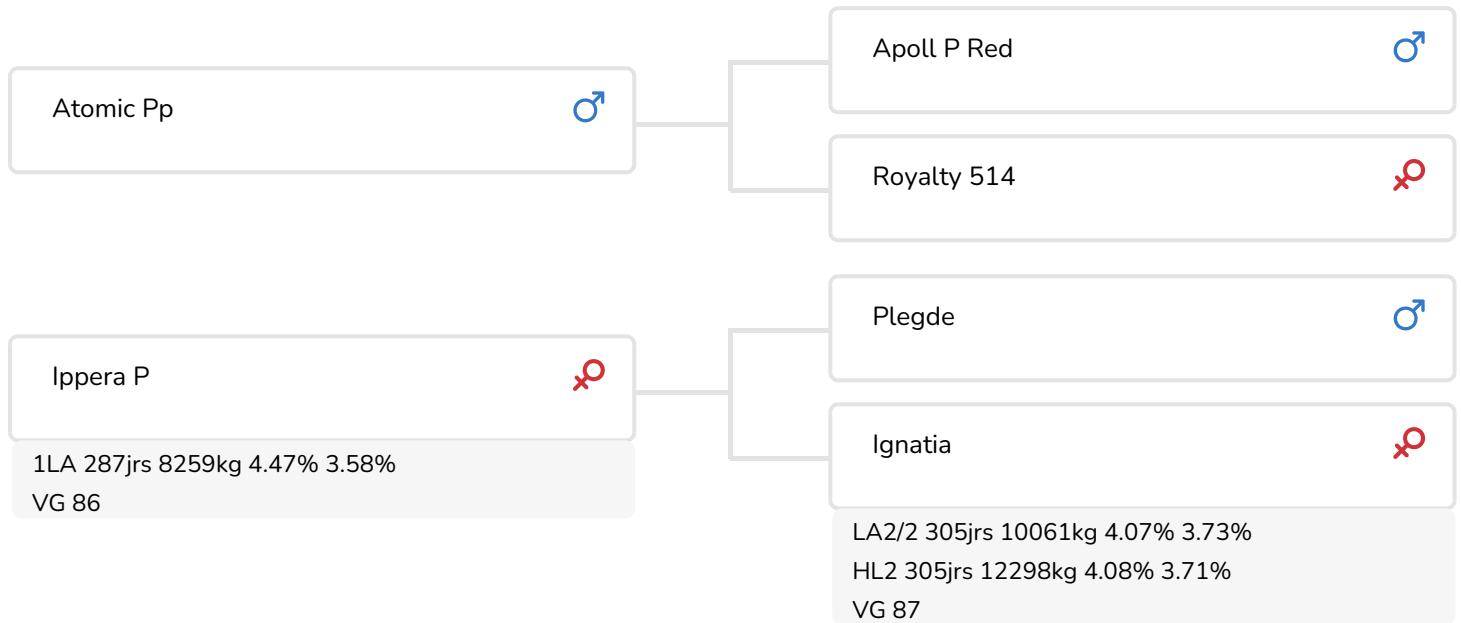 Atomic Pp
Apoll P Red
Royalty 514
Ippera P
1LA 287jrs 8259kg 4.47% 3.58%
VG 86
Plegde
Ignatia
LA2/2 305jrs 10061kg 4.07% 3.73%
HL2 305jrs 12298kg 4.08% 3.71%
VG 87